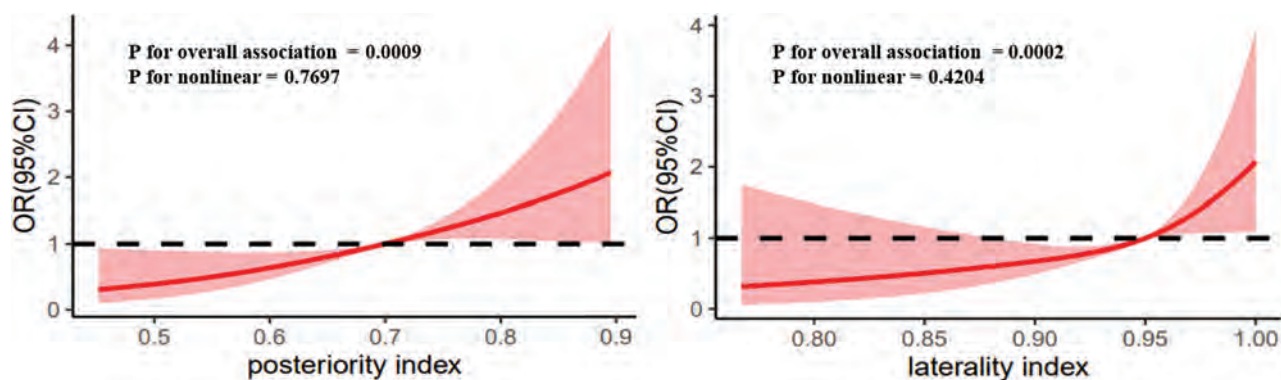 P for overall association = 0.0009
P for nonlinear = 0.7697
OR(95%CI)
4
3
2
1
0
0.5 0.6 0.7 0.8 0.9
posteriority index
P for overall association = 0.0002
P for nonlinear = 0.4204
OR(95%CI)
4
3
2
1
0
0.80 0.85 0.90 0.95 1.00
laterality index